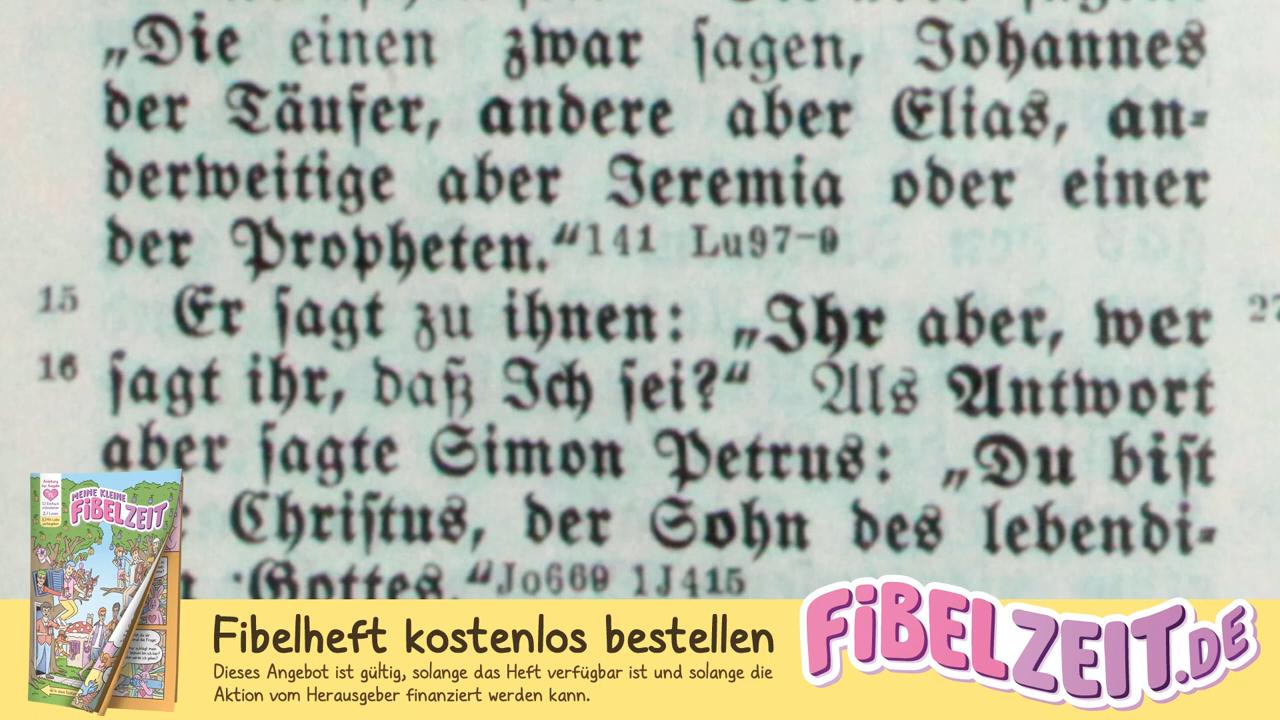 „Die einen zwar sagen, Johannes
der Täufer, andere aber Elias, an-
derweitige aber Jeremia oder einer
der Propheten.“ 141 Lu97-9
15 Er sagt zu ihnen: „Ihr aber, wer
16 sagt ihr, daß Ich sei?“ Als Antwort
aber sagte Simon Petrus: „Du bist
Christus, der Sohn des lebendi-
Gottes.“ Jo669 1J415
MEINE KLEINE
FiBELZEIT
Fibelheft kostenlos bestellen
Dieses Angebot ist gültig, solange das Heft verfügbar ist und solange die
Aktion vom Herausgeber finanziert werden kann.
FiBELZEIT.DE